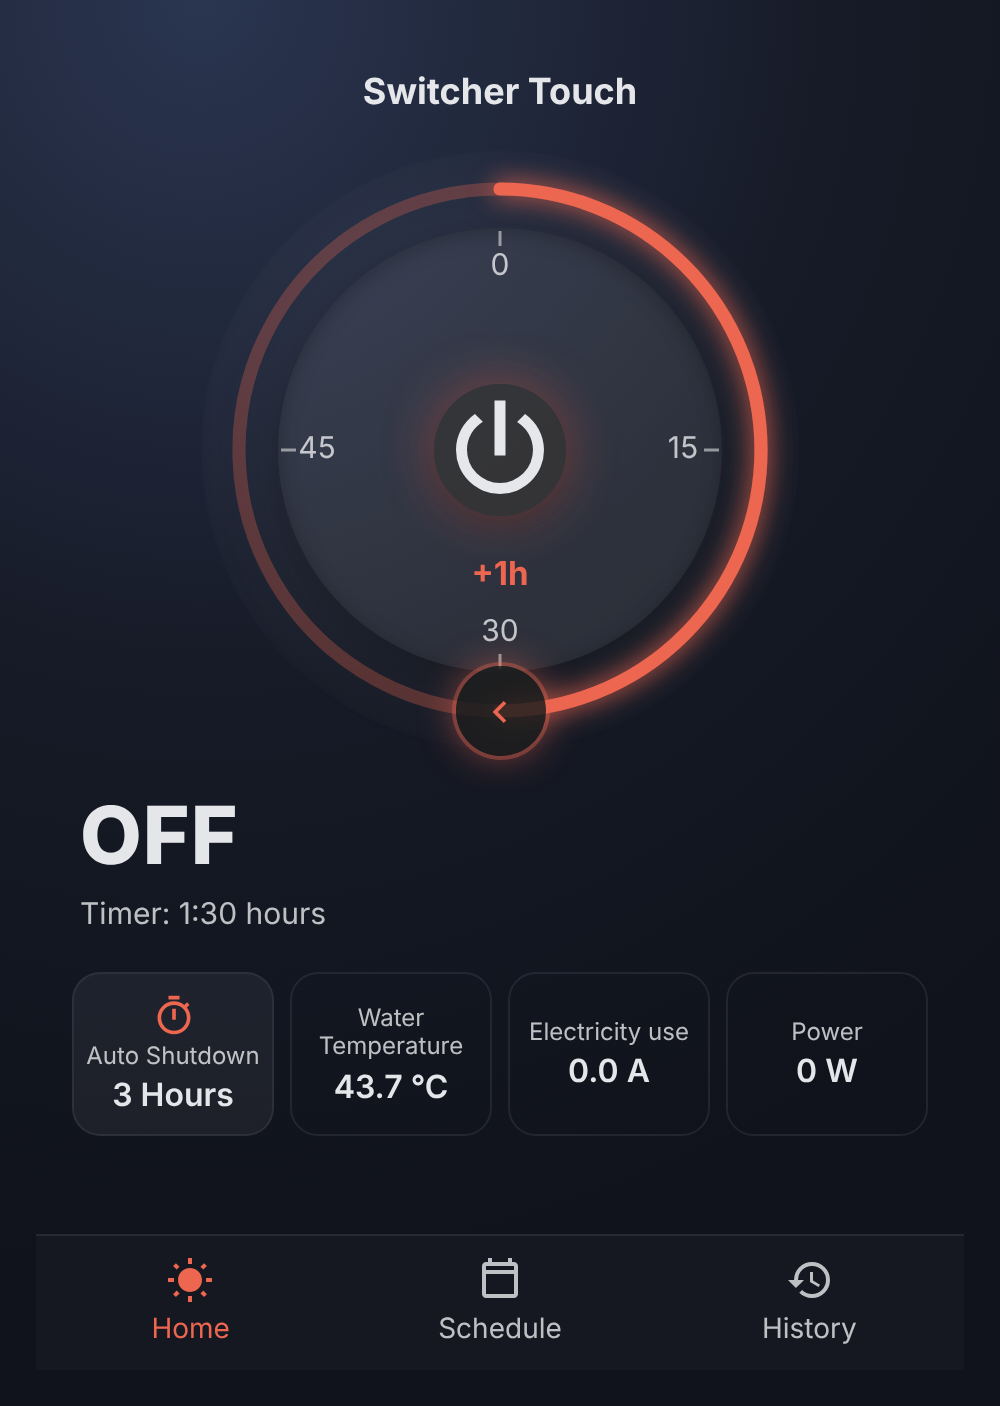 Switcher Touch
0
45
15
+1h
30
OFF
Timer: 1:30 hours
Auto Shutdown
3 Hours
Water
Temperature
43.7 °C
Electricity use
0.0 A
Power
0 W
Home
Schedule
History